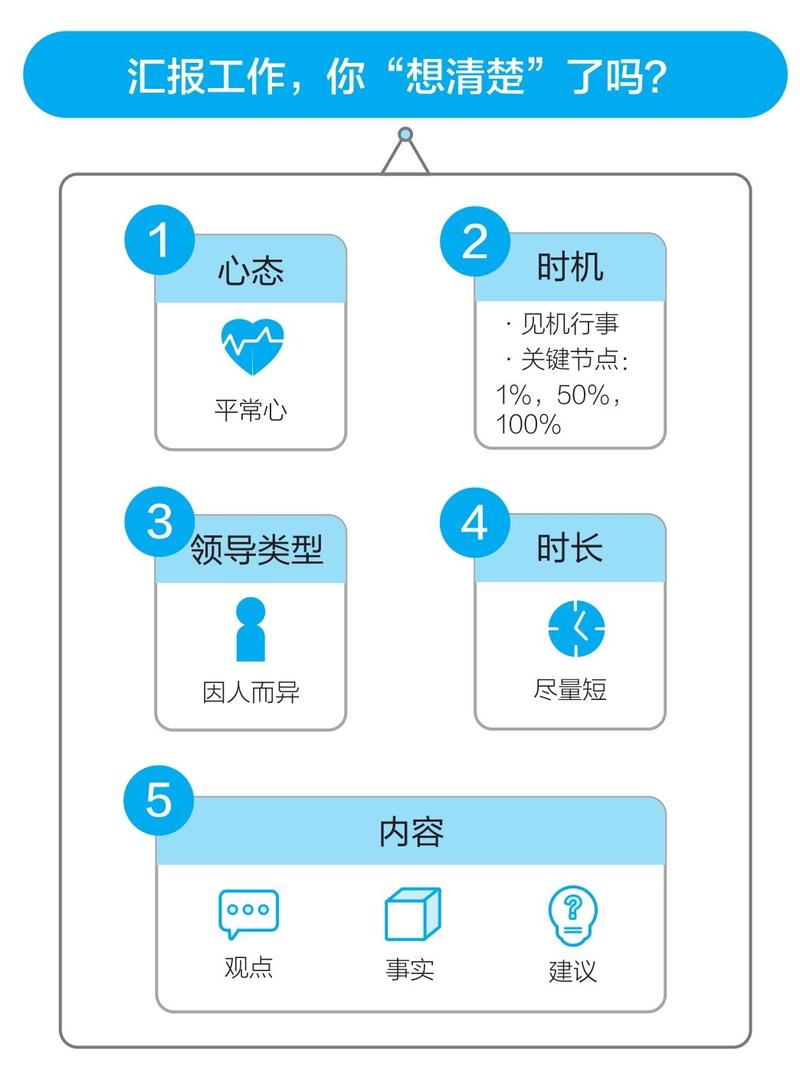 汇报工作，你“想清楚”了吗？
1
心态
平常心
2
时机
·见机行事
·关键节点：
1%，50%，
100%
3
领导类型
因人而异
4
时长
尽量短
5
内容
?
观点
事实
建议